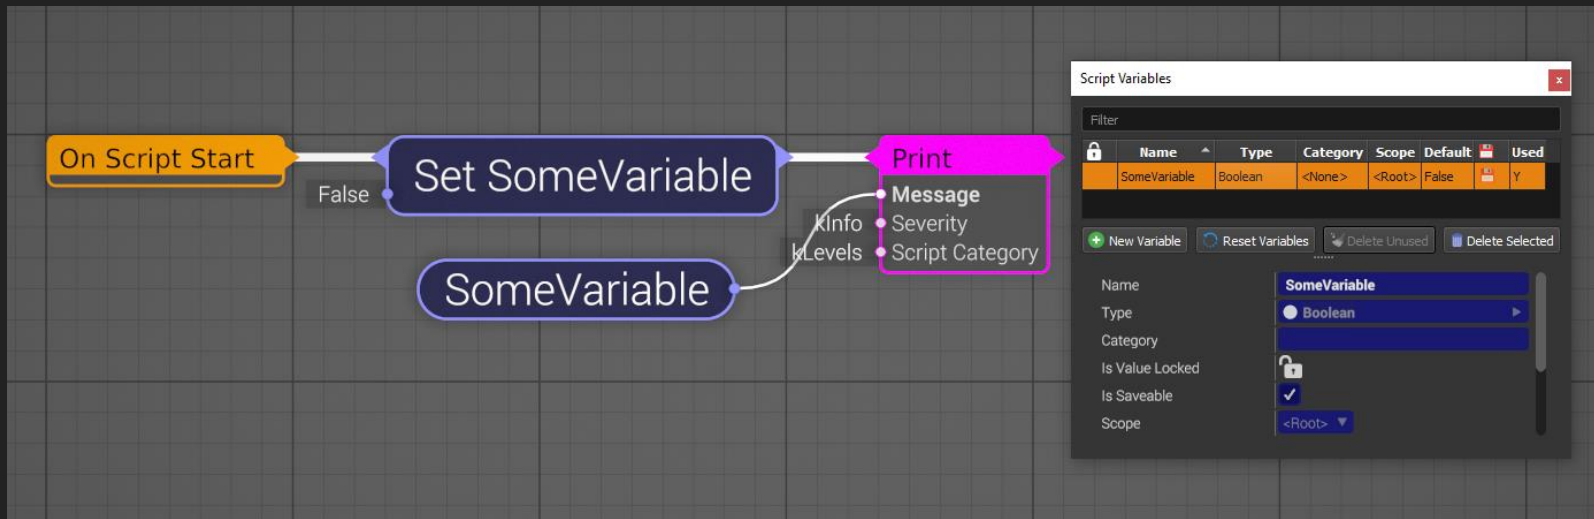 On Script Start
Set SomeVariable
False
SomeVariable
Print
Message
kInfo Severity
kLevels Script Category
Script Variables
x
Filter
Name Type Category Scope Default Used
SomeVariable Boolean <None> <Root> False Y
New Variable Reset Variables Delete Unused Delete Selected
Name SomeVariable
Type Boolean
Category
Is Value Locked
Is Saveable
Scope <Root>